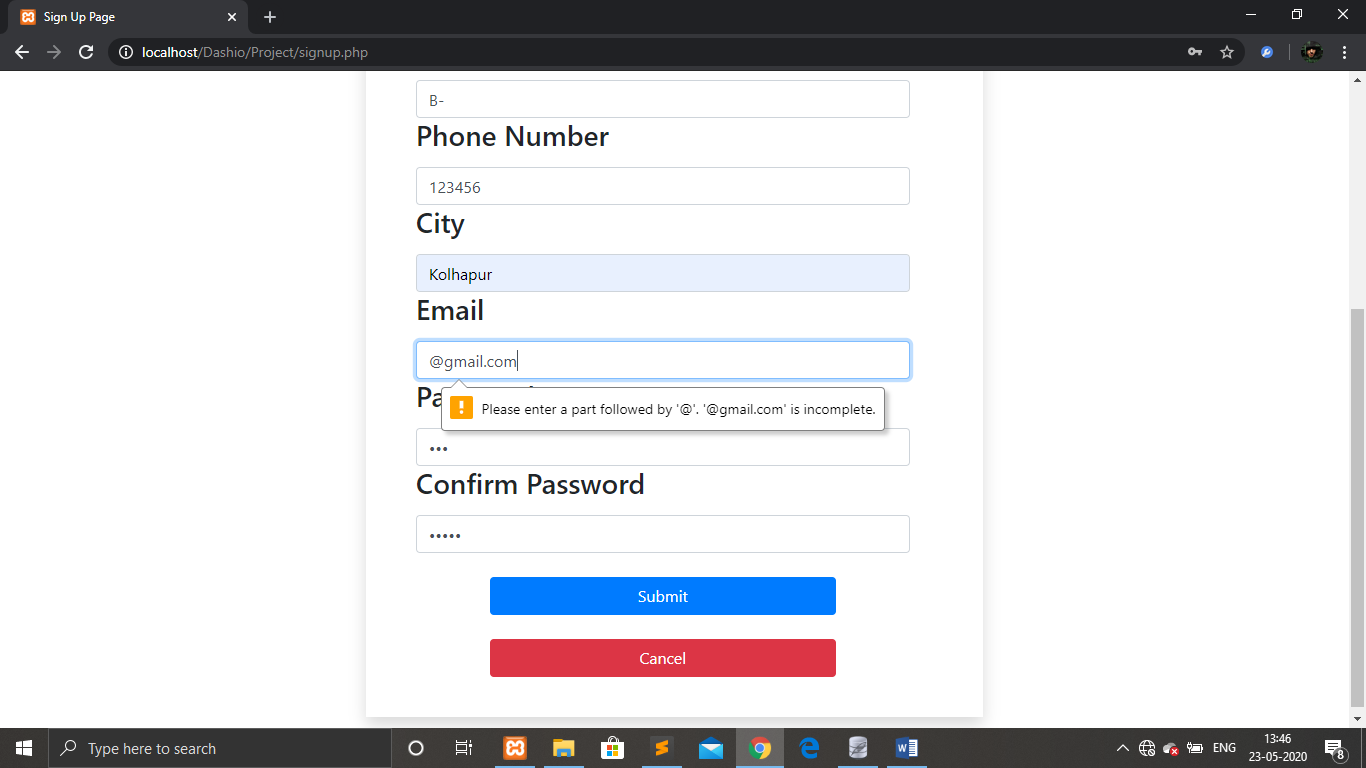 Sign Up Page
localhost/Dashio/Project/signup.php
B-
Phone Number
123456
City
Kolhapur
Email
@gmail.com
Please enter a part followed by '@'. '@gmail.com' is incomplete.
•••
Confirm Password
•••••
Submit
Cancel
Type here to search
ENG
13:46
23-05-2020
8